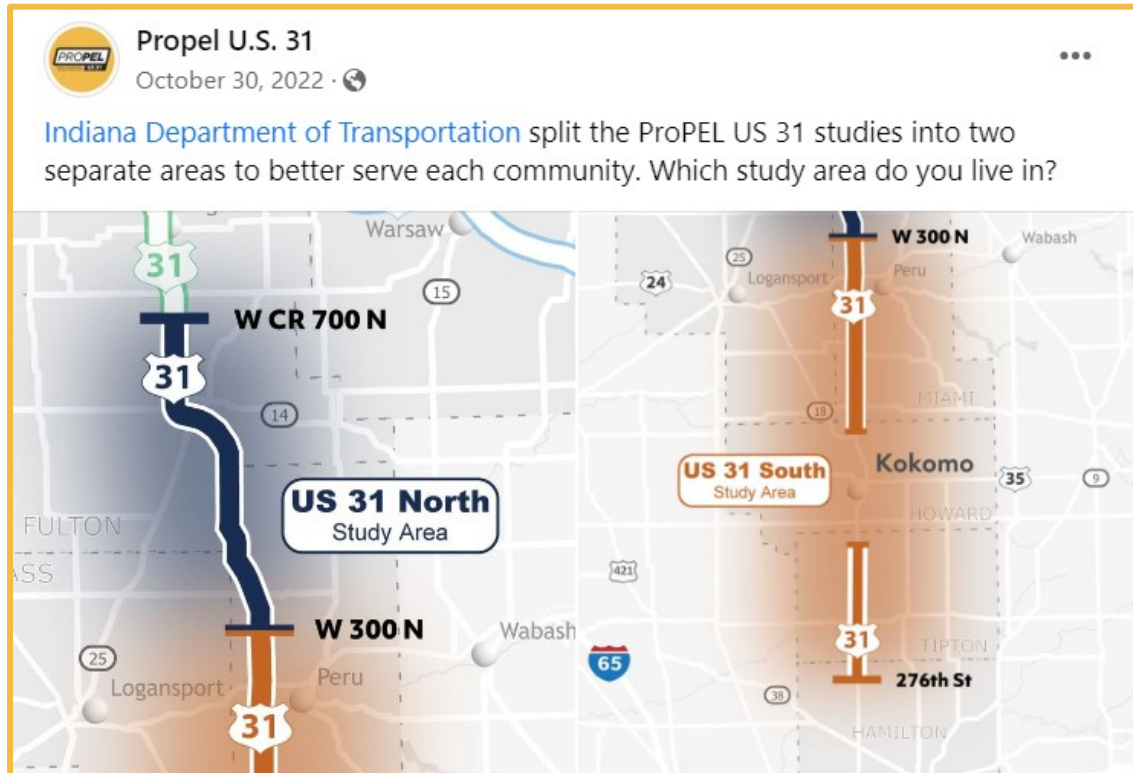 PROPEL
US 31
Propel U.S. 31
October 30, 2022 ·
Indiana Department of Transportation split the ProPEL US 31 studies into two
separate areas to better serve each community. Which study area do you live in?
Warsaw
31
15
W CR 700 N
31
14
US 31 North
Study Area
FULTON
ASS
W 300 N
Wabash
25
Logansport
Peru
31
W 300 N
Wabash
25
24
Logansport
Peru
31
MIAMI
18
Kokomo
US 31 South
Study Area
35
9
HOWARD
421
31
TIPTON
65
276th St
38
HAMILTON